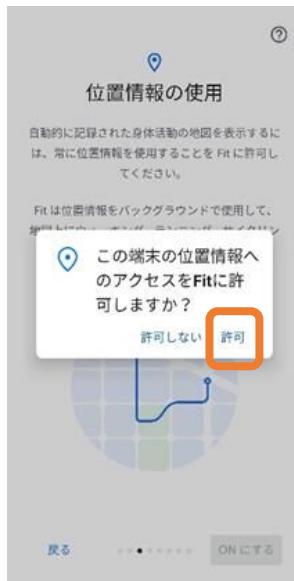 位置情報の使用
自動的に記録された身体活動の地図を表示するに
は、常に位置情報を使用することを Fit に許可し
てください。
Fit は位置情報をバックグラウンドで使用して、
この端末の位置情報へ
のアクセスをFitに許
可しますか？
許可しない 許可
戻る ONにする